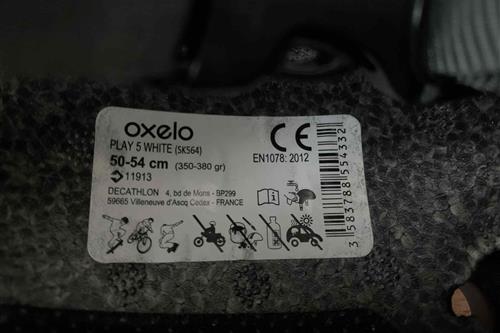 oxelo
PLAY 5 WHITE (SK564)
50-54 cm (350-380 gr)
11913
DECATHLON 4, bd de Mons - BP299
59665 Villeneuve d'Ascq Cedex - FRANCE
CE
EN1078: 2012
3 583788 554332